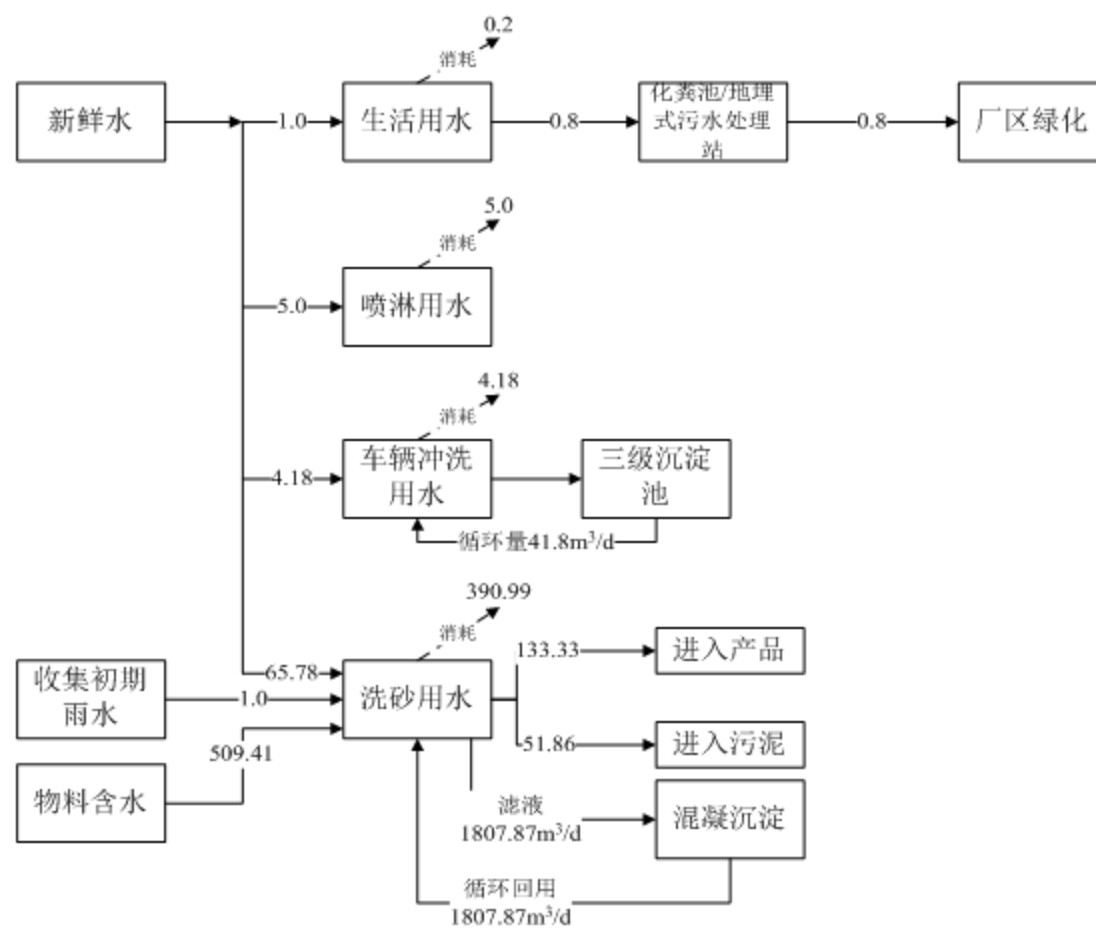 0.2
消耗
新鲜水
1.0
生活用水
0.8
化粪池/地理
式污水处理
站
0.8
厂区绿化
5.0
消耗
5.0
喷淋用水
4.18
消耗
4.18
车辆冲洗
用水
三级沉淀
池
循环量41.8m³/d
390.99
消耗
133.33
进入产品
65.78
收集初期
雨水
1.0
洗砂用水
51.86
进入污泥
509.41
物料含水
滤液
1807.87m³/d
混凝沉淀
循环回用
1807.87m³/d